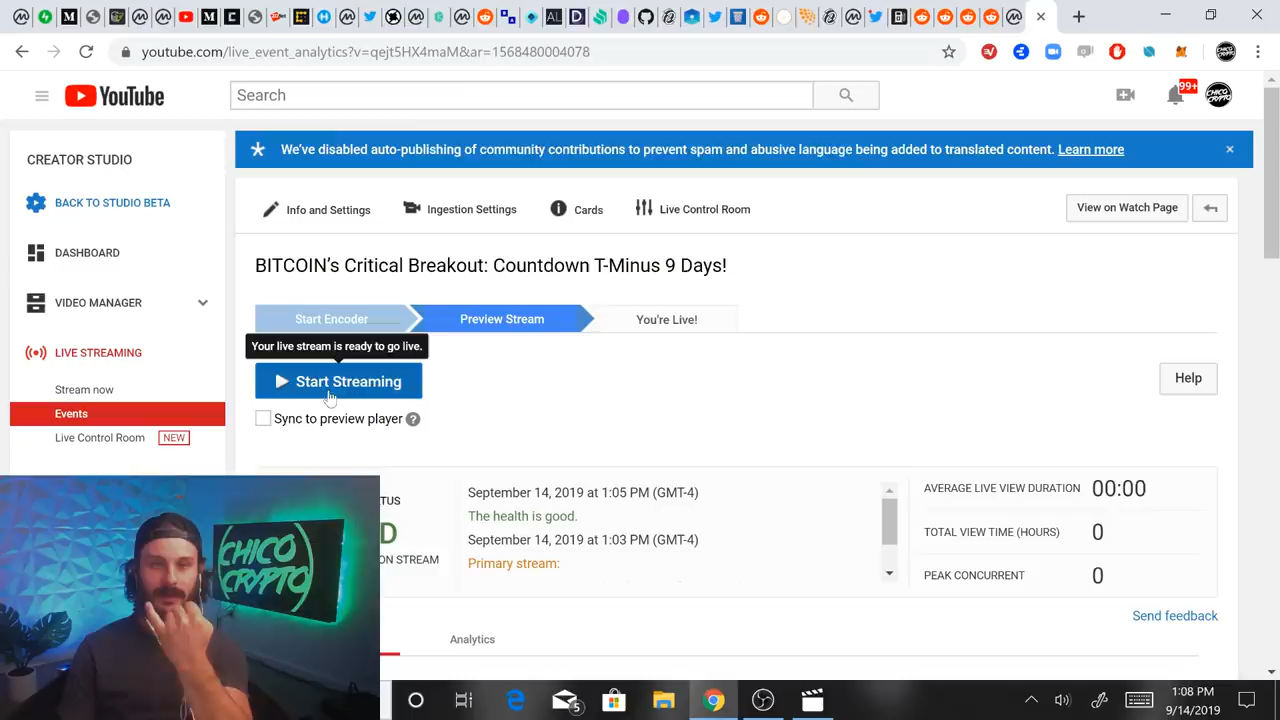 youtube.com/live_event_analytics?v=qejt5HX4maM&ar=1568480004078
YouTube
Search
99+
CHICO CRYPTO
CREATOR STUDIO
We've disabled auto-publishing of community contributions to prevent spam and abusive language being added to translated content. Learn more
BACK TO STUDIO BETA
Info and Settings
Ingestion Settings
Cards
Live Control Room
View on Watch Page
DASHBOARD
BITCOIN's Critical Breakout: Countdown T-Minus 9 Days!
VIDEO MANAGER
Start Encoder
Preview Stream
You're Live!
Your live stream is ready to go live.
LIVE STREAMING
Start Streaming
Help
Stream now
Events
Sync to preview player ?
Live Control Room NEW
TUS
September 14, 2019 at 1:05 PM (GMT-4)
AVERAGE LIVE VIEW DURATION 00:00
The health is good.
D
TOTAL VIEW TIME (HOURS) 0
September 14, 2019 at 1:03 PM (GMT-4)
ON STREAM
Primary stream:
PEAK CONCURRENT 0
CHICO
CRYPTO
Send feedback
Analytics
5
1:08 PM
9/14/2019